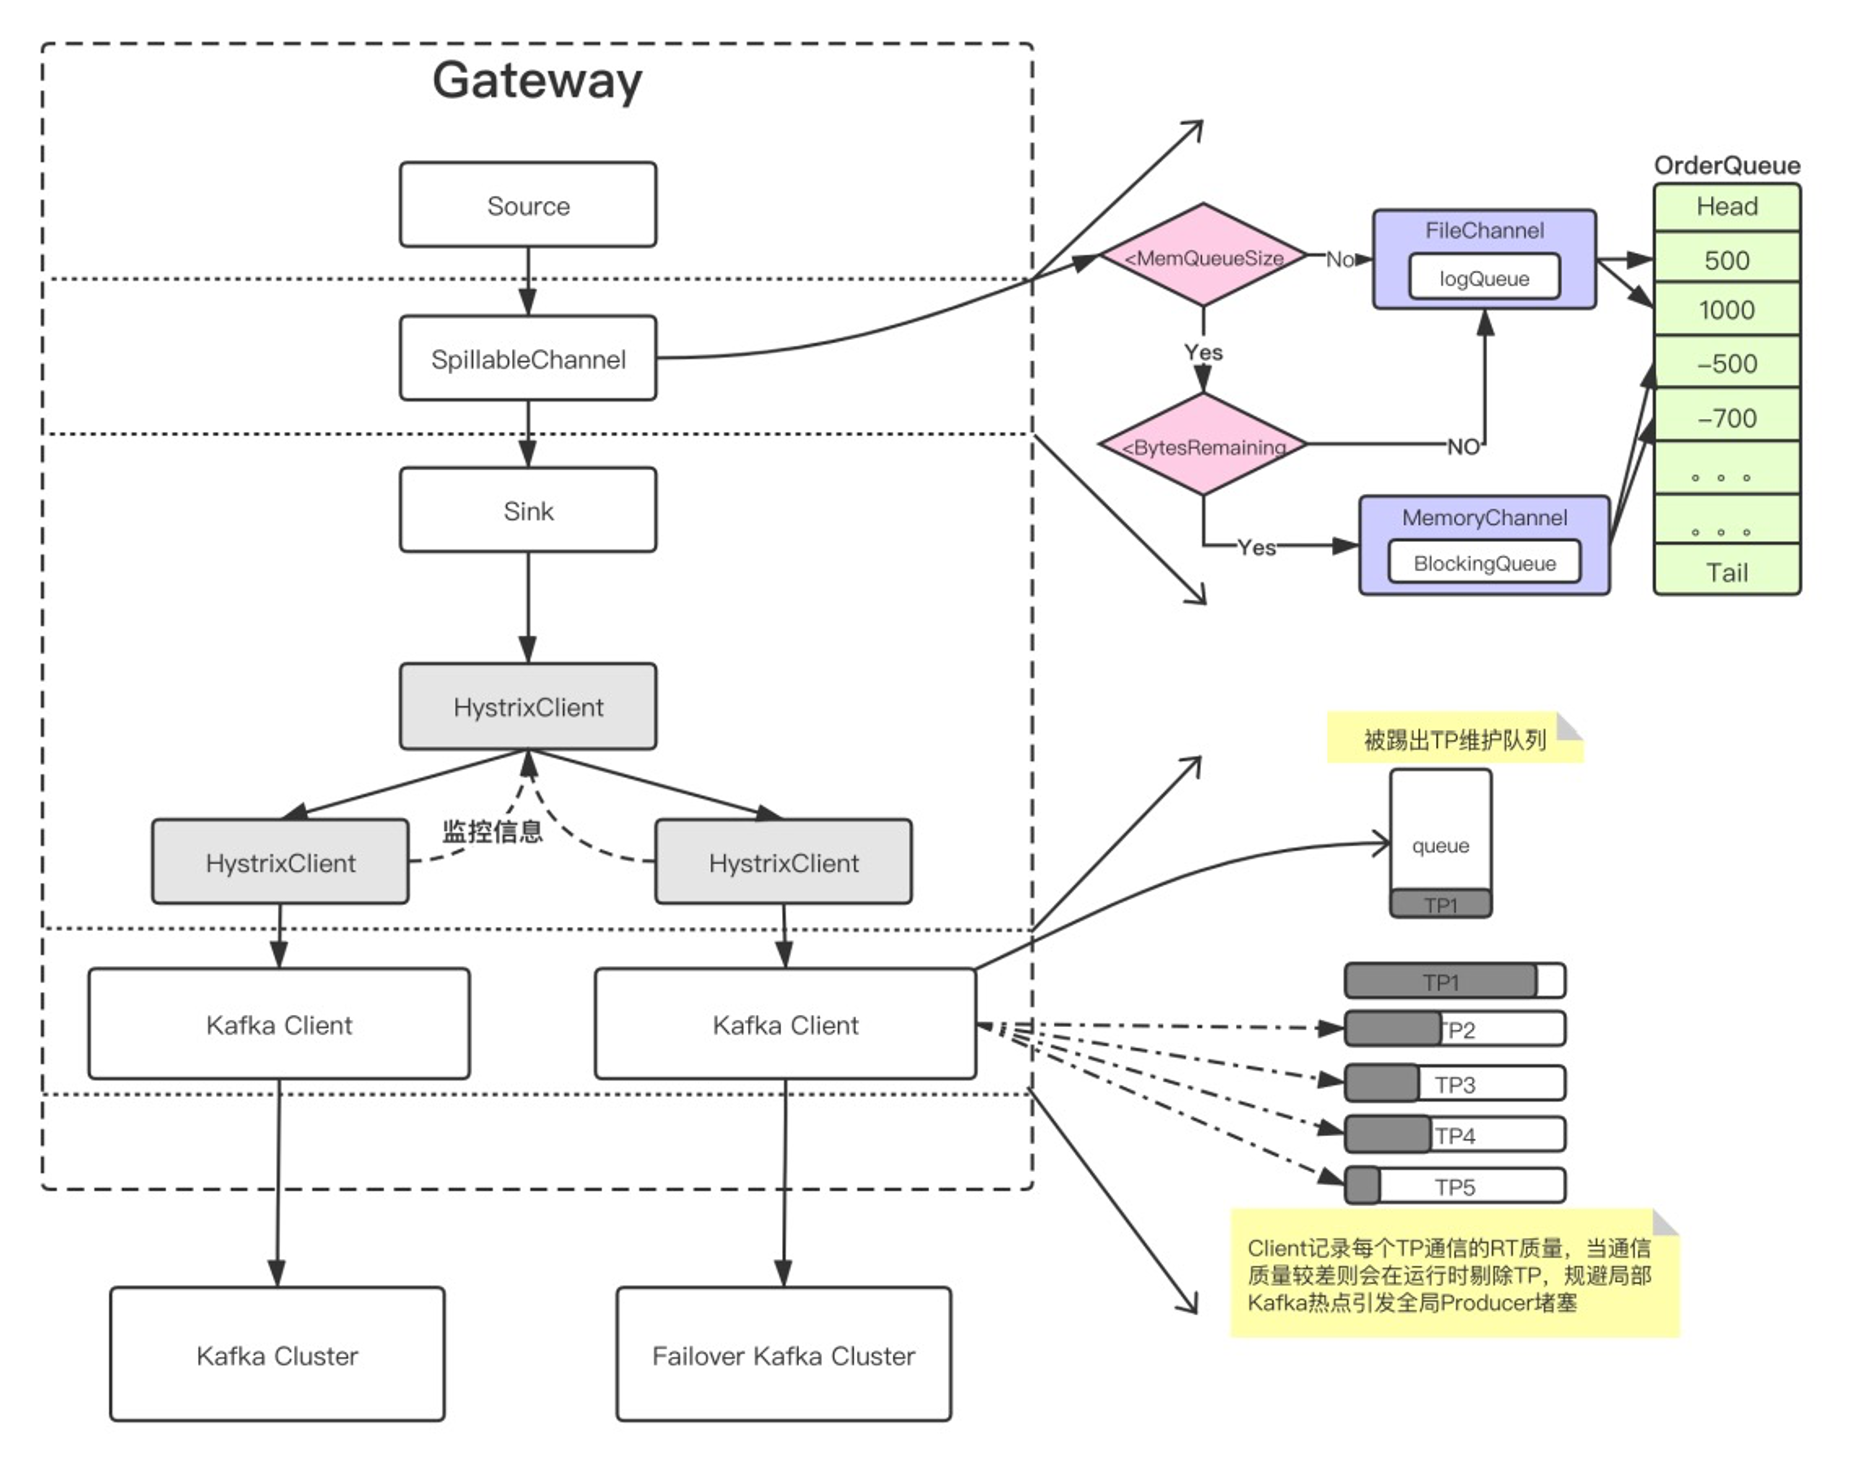 Gateway
Source
SpillableChannel
Sink
HystrixClient
监控信息
HystrixClient
HystrixClient
Kafka Client
Kafka Client
Kafka Cluster
Failover Kafka Cluster
<MemQueueSize
No
Yes
<BytesRemaining
NO
Yes
FileChannel
logQueue
MemoryChannel
BlockingQueue
OrderQueue
Head
500
1000
–500
–700
。。。
。。。
Tail
被踢出TP维护队列
queue
TP1
TP1
TP2
TP3
TP4
TP5
Client记录每个TP通信的RT质量，当通信
质量较差则会在运行时剔除TP，规避局部
Kafka热点引发全局Producer堵塞